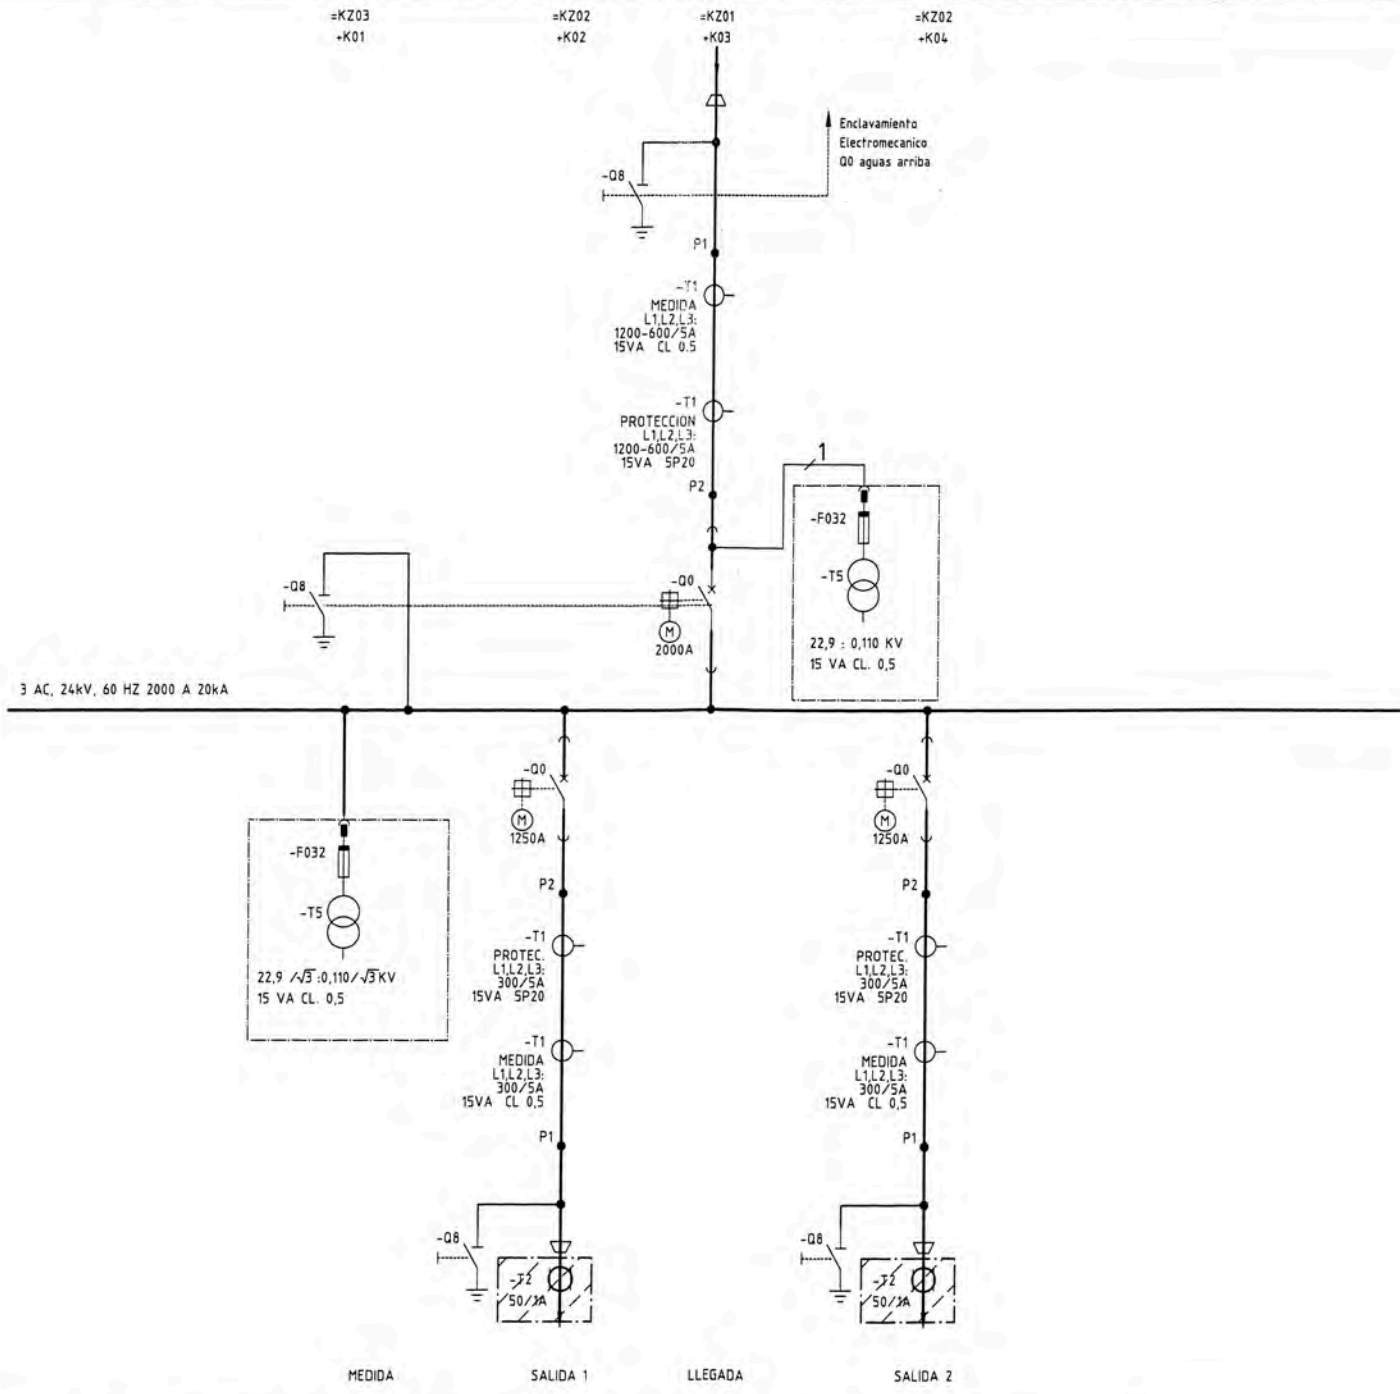 =KZ03
+K01
=KZ02
+K02
=KZ01
+K03
=KZ02
+K04
Enclavamiento
Electromecanico
Q0 aguas arriba
-Q8
P1
-T1
MEDIDA
L1,L2,L3:
1200-600/5A
15VA CL 0.5
-T1
PROTECCION
L1,L2,L3:
1200-600/5A
15VA 5P20
P2
1
-F032
-T5
22,9 : 0,110 KV
15 VA CL. 0,5
-Q8
-Q0
M
2000A
3 AC, 24kV, 60 HZ 2000 A 20kA
-F032
-T5
22,9 /√3 :0,110/√3 KV
15 VA CL. 0,5
-Q0
M
1250A
P2
-T1
PROTEC.
L1,L2,L3:
300/5A
15VA 5P20
-T1
MEDIDA
L1,L2,L3:
300/5A
15VA CL 0,5
P1
-Q8
-T2
50/1A
-Q0
M
1250A
P2
-T1
PROTEC.
L1,L2,L3:
300/5A
15VA 5P20
-T1
MEDIDA
L1,L2,L3:
300/5A
15VA CL 0,5
P1
-Q8
-T2
50/1A
MEDIDA
SALIDA 1
LLEGADA
SALIDA 2